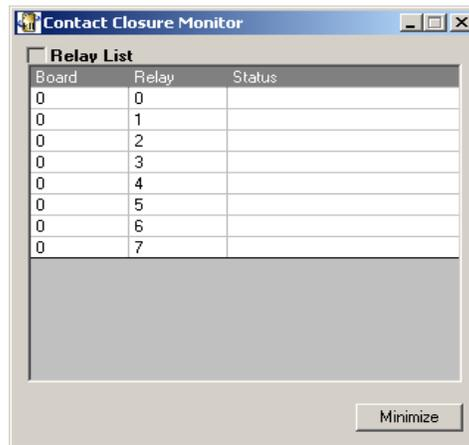 Contact Closure Monitor
Relay List
Board Relay Status
0 0
0 1
0 2
0 3
0 4
0 5
0 6
0 7
Minimize